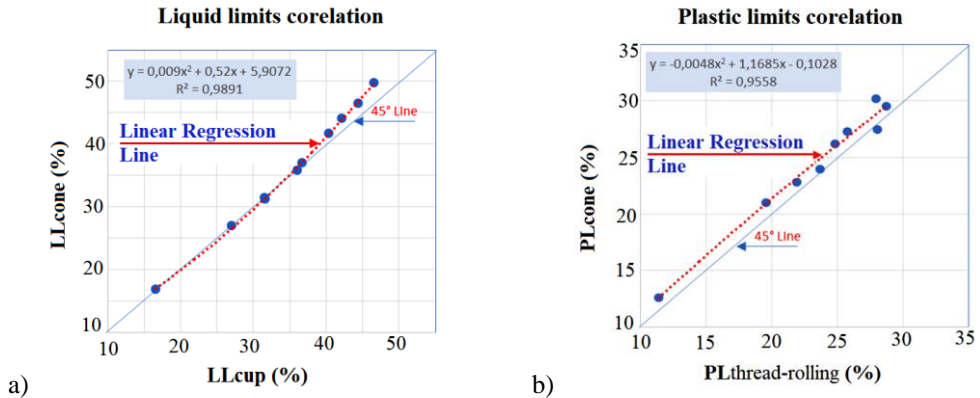 Liquid limits corelation
y = 0,009x² + 0,52x + 5,9072
R² = 0,9891
45° Line
Linear Regression
Line
LLcone (%)
50
40
30
20
10
10
20
30
40
50
LLcup (%)
a)
Plastic limits corelation
y = -0,0048x² + 1,1685x - 0,1028
R² = 0,9558
Linear Regression
Line
45° Line
PLcone (%)
35
30
25
20
15
10
10
15
20
25
30
35
PLthread-rolling (%)
b)